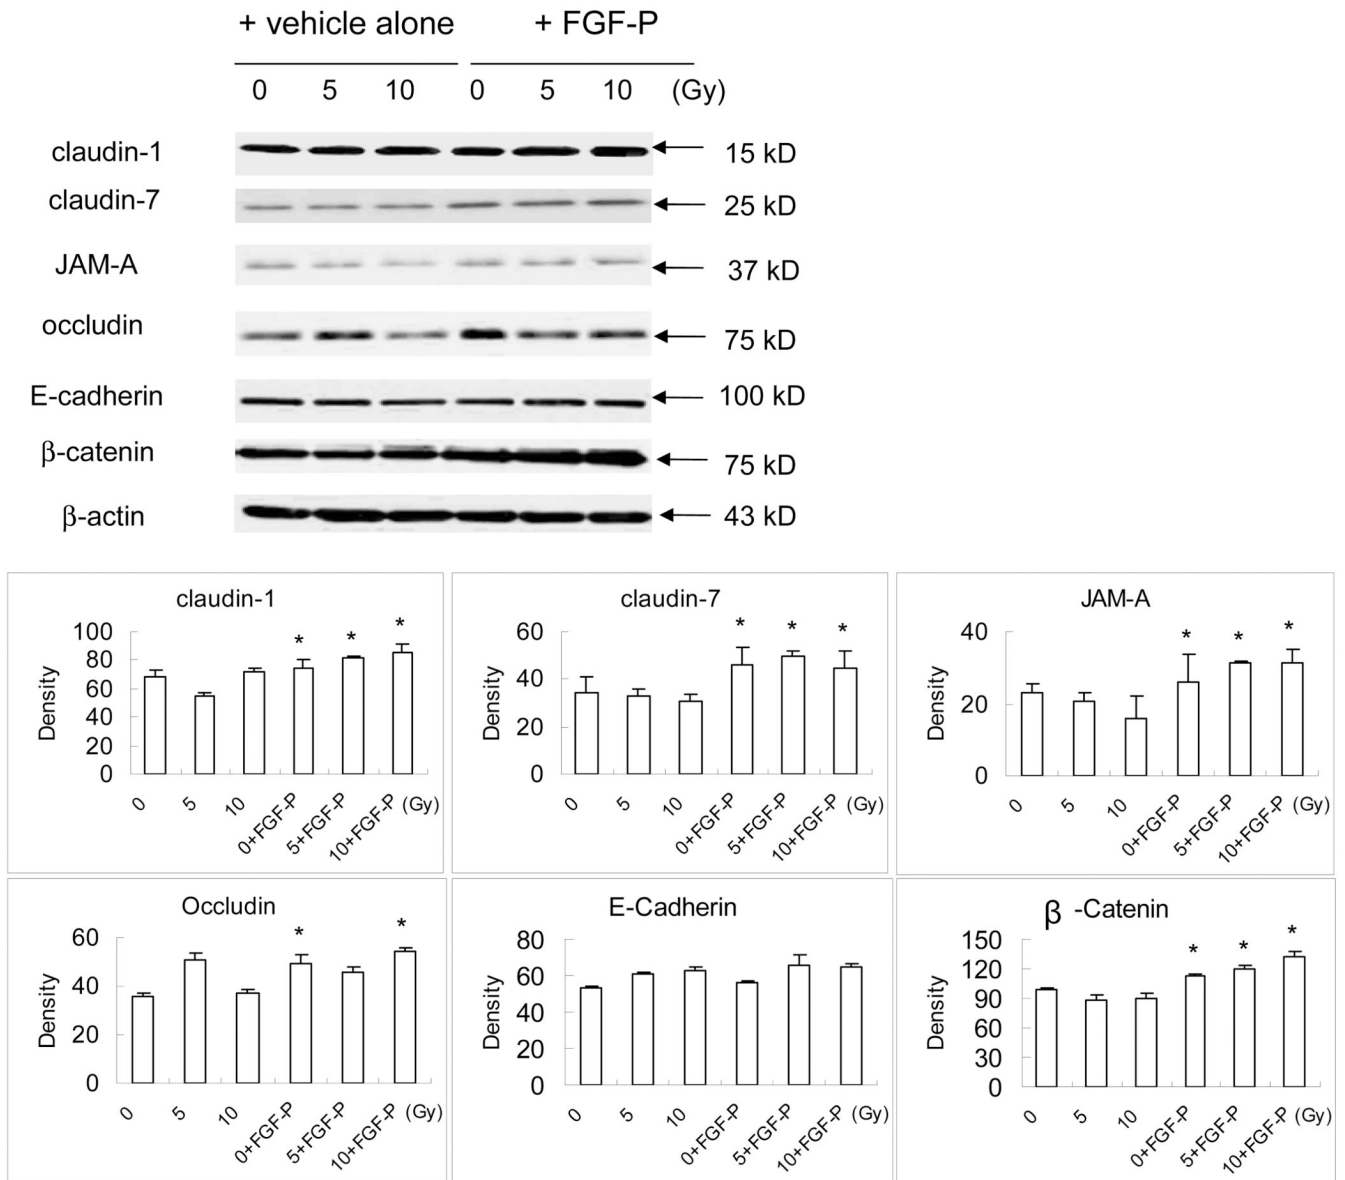 + vehicle alone + FGF-P
0 5 10 0 5 10 (Gy)
claudin-1 15 kD
claudin-7 25 kD
JAM-A 37 kD
occludin 75 kD
E-cadherin 100 kD
β-catenin 75 kD
β-actin 43 kD
claudin-1
Density
100
80
60
40
20
0
* * *
0 5 10 0+FGF-P 5+FGF-P 10+FGF-P (Gy)
claudin-7
Density
60
40
20
0
* * *
0 5 10 0+FGF-P 5+FGF-P 10+FGF-P (Gy)
JAM-A
Density
40
20
0
* * *
0 5 10 0+FGF-P 5+FGF-P 10+FGF-P (Gy)
Occludin
Density
60
40
20
0
* *
0 5 10 0+FGF-P 5+FGF-P 10+FGF-P (Gy)
E-Cadherin
Density
80
60
40
20
0
0 5 10 0+FGF-P 5+FGF-P 10+FGF-P (Gy)
β -Catenin
Density
150
120
90
60
30
0
* * *
0 5 10 0+FGF-P 5+FGF-P 10+FGF-P (Gy)